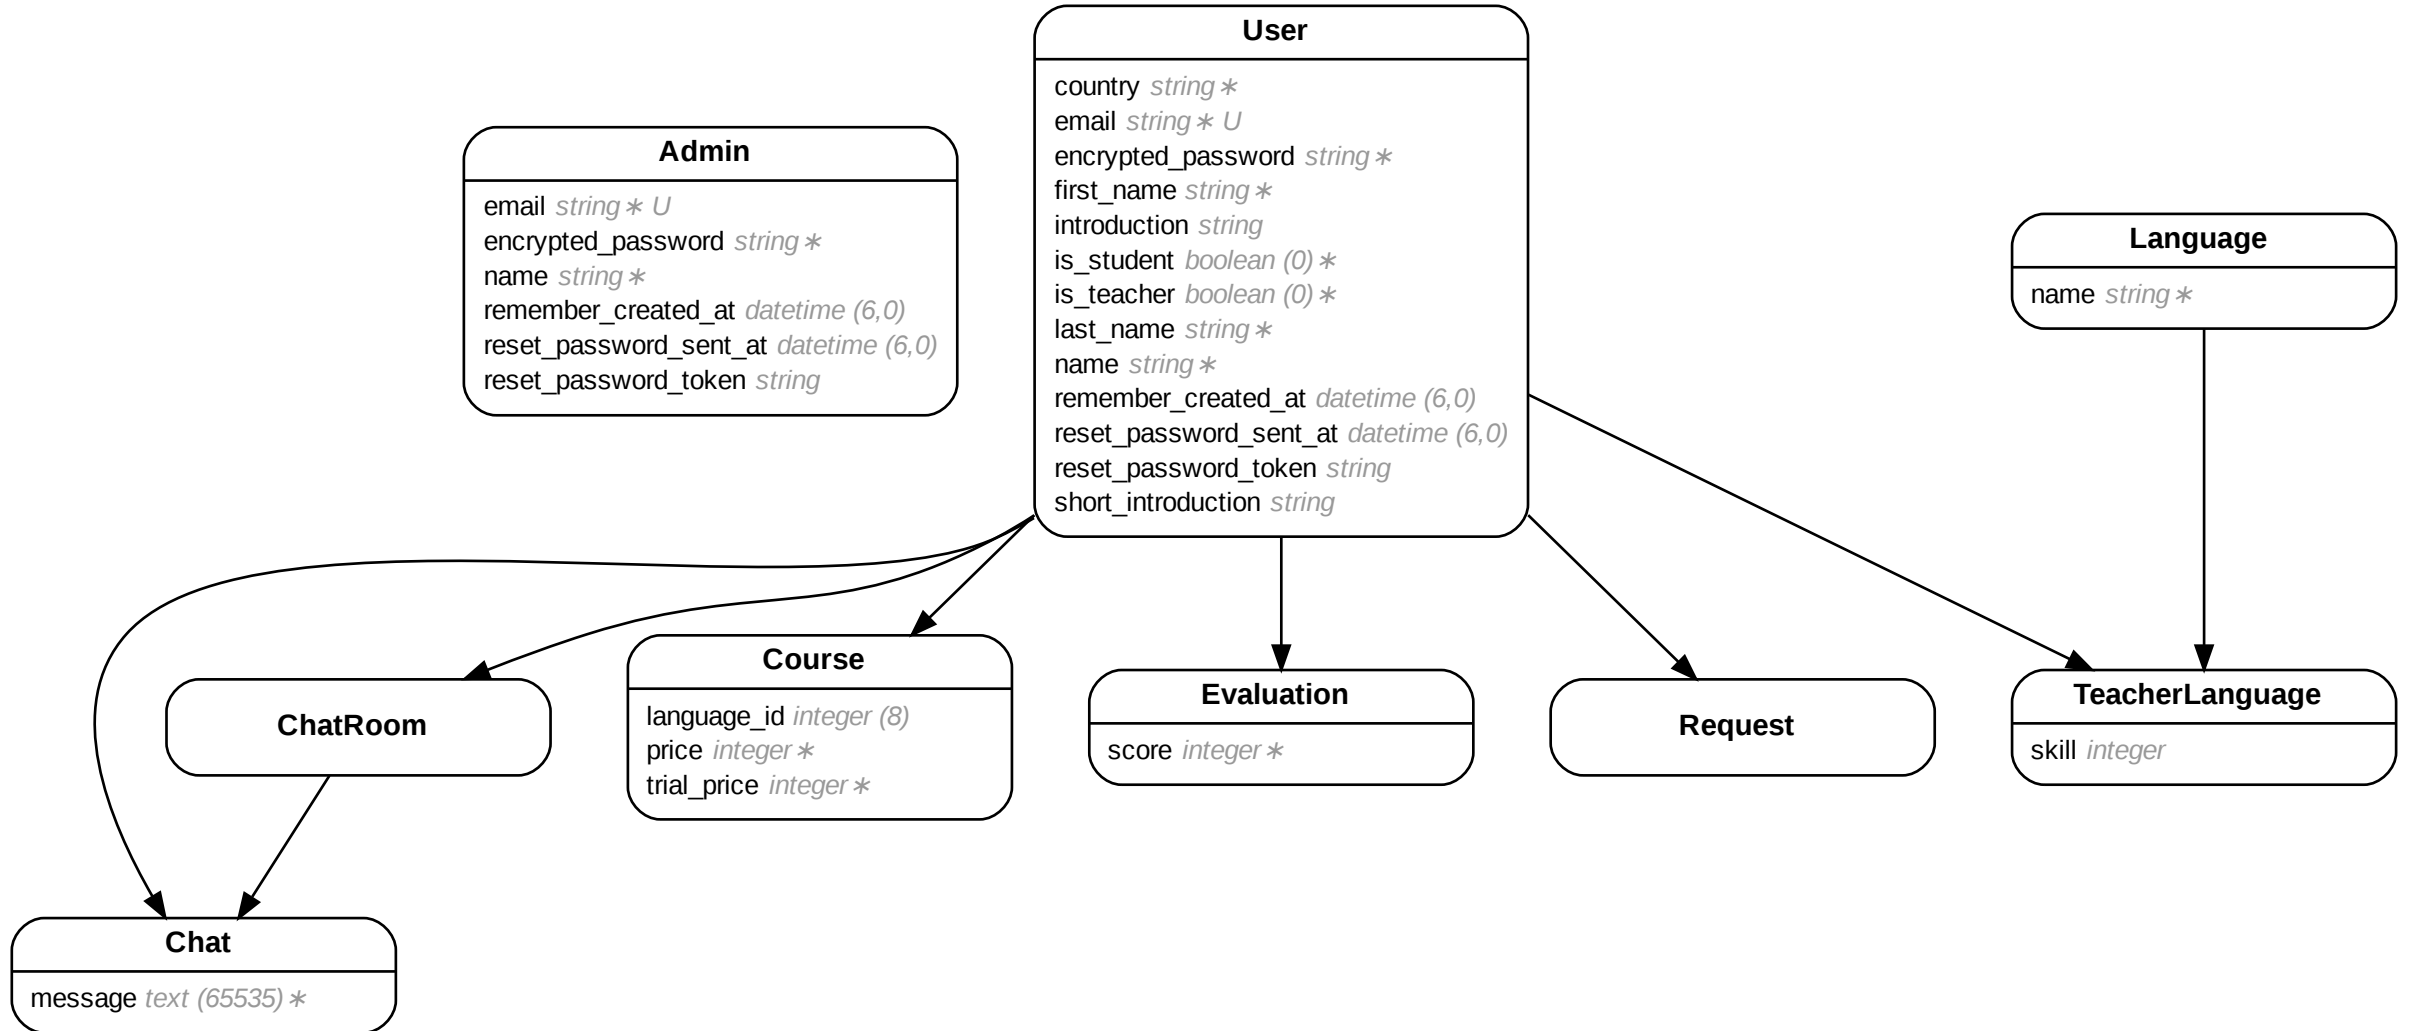 User
country string∗
email string∗ U
encrypted_password string∗
first_name string∗
introduction string
is_student boolean (0)∗
is_teacher boolean (0)∗
last_name string∗
name string∗
remember_created_at datetime (6,0)
reset_password_sent_at datetime (6,0)
reset_password_token string
short_introduction string
Admin
email string∗ U
encrypted_password string∗
name string∗
remember_created_at datetime (6,0)
reset_password_sent_at datetime (6,0)
reset_password_token string
Language
name string∗
ChatRoom
Course
language_id integer (8)
price integer∗
trial_price integer∗
Evaluation
score integer∗
Request
TeacherLanguage
skill integer
Chat
message text (65535)∗